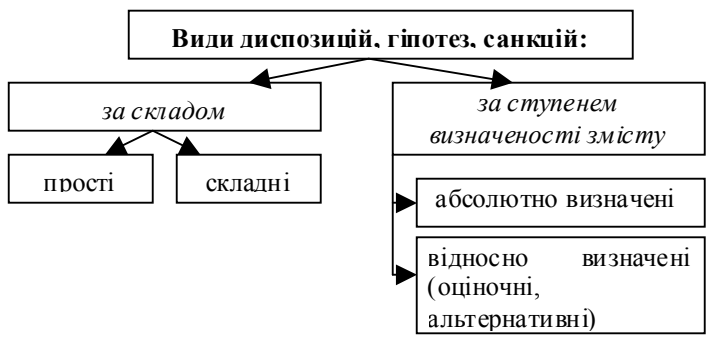 Види диспозицій, гіпотез, санкцій:
за складом
за ступенем
визначеності змісту
прості
складні
абсолютно визначені
відносно визначені
(оціночні,
альтернативні)